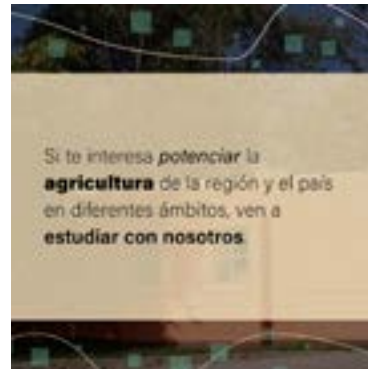 Si te interesa potenciar la
agricultura de la región y el país
en diferentes ámbitos, ven a
estudiar con nosotros.